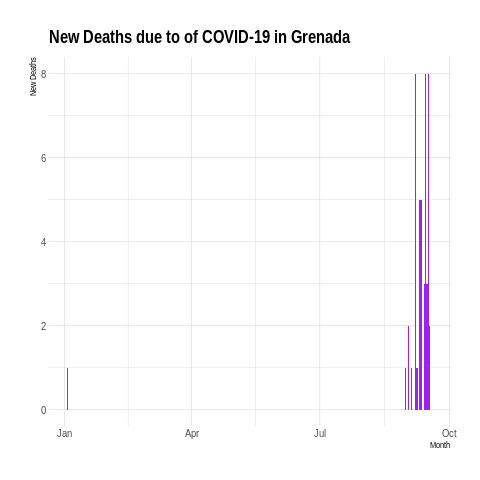 New Deaths due to of COVID-19 in Grenada
New Deaths
8
6
4
2
0
Jan Apr Jul Oct
Month